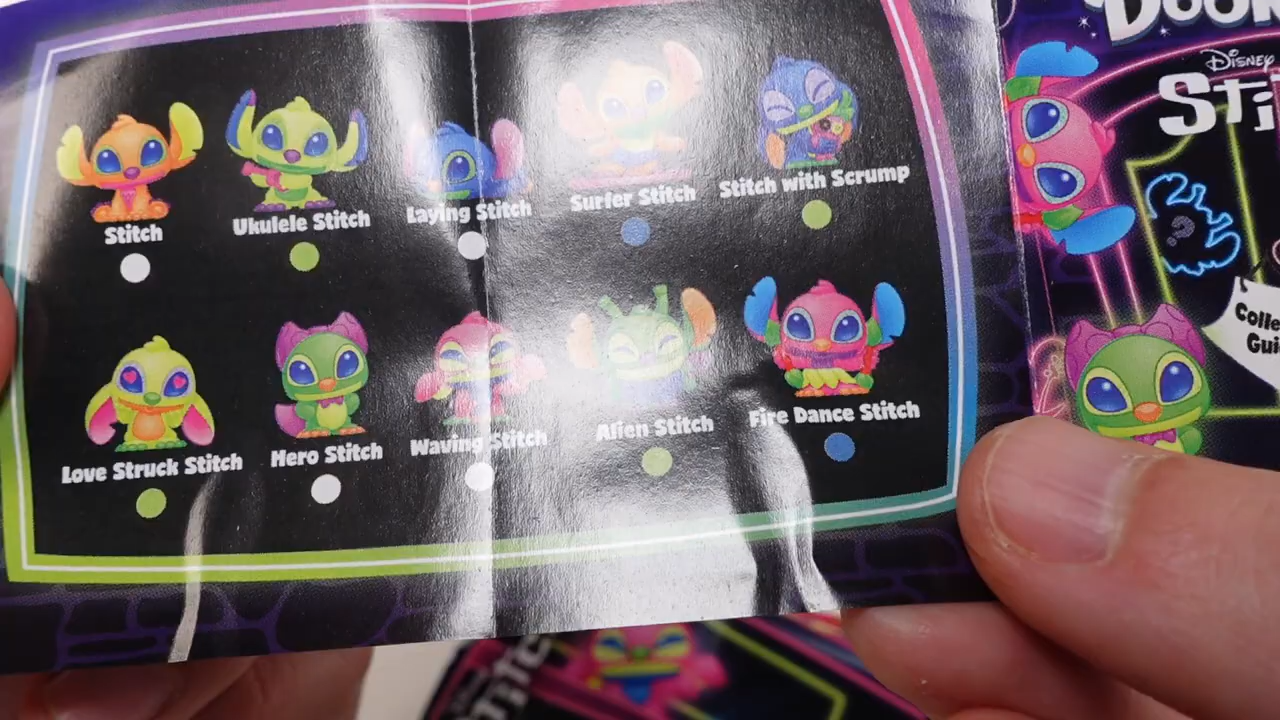 Stitch
Ukulele Stitch
Laying Stitch
Surfer Stitch
Stitch with Scrump
Love Struck Stitch
Hero Stitch
Waving Stitch
Alien Stitch
Fire Dance Stitch
Disney
?